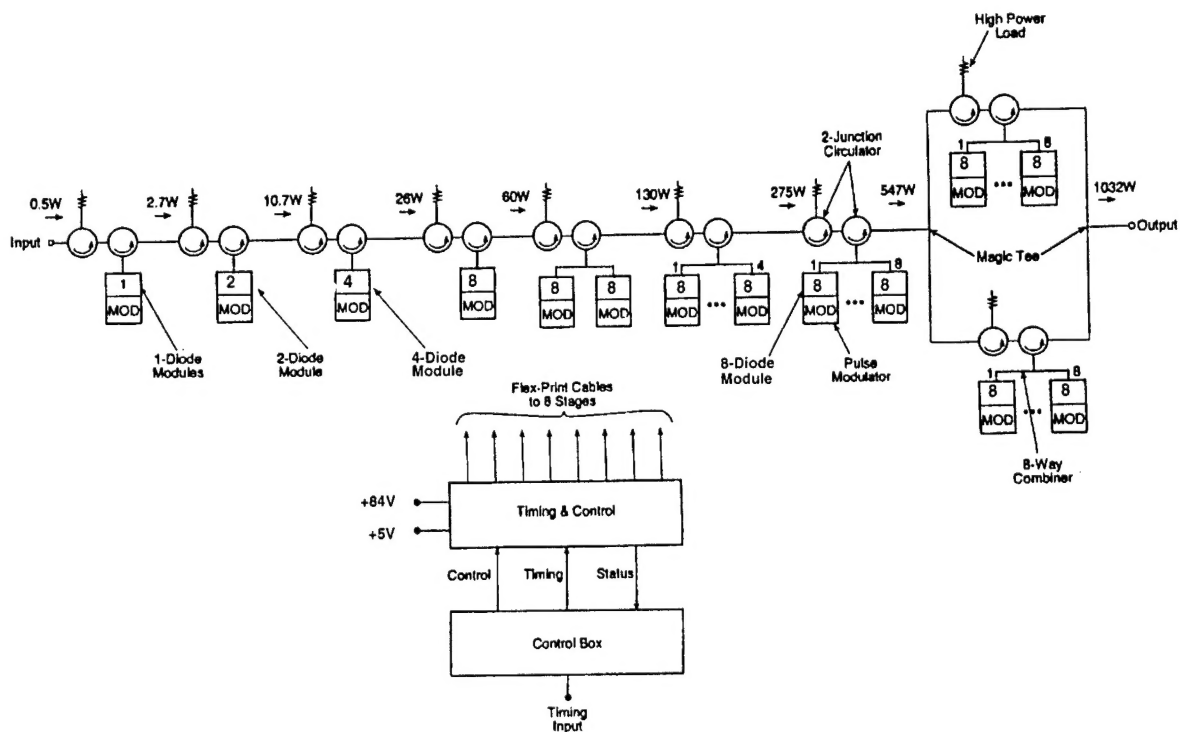 High Power
Load
2-Junction
Circulator
0.5W
2.7W
10.7W
26W
60W
130W
275W
547W
1032W
Input
Output
Magic Tee
1
8
8
8
MOD
MOD
1
MOD
2
MOD
4
MOD
8
MOD
8
8
MOD
MOD
1
4
8
8
MOD
MOD
1
8
8
8
MOD
MOD
1-Diode
Modules
2-Diode
Module
4-Diode
Module
8-Diode
Module
Pulse
Modulator
1
8
8
8
MOD
MOD
8-Way
Combiner
Flex-Print Cables
to 8 Stages
+84V
+5V
Timing & Control
Control
Timing
Status
Control Box
Timing
Input